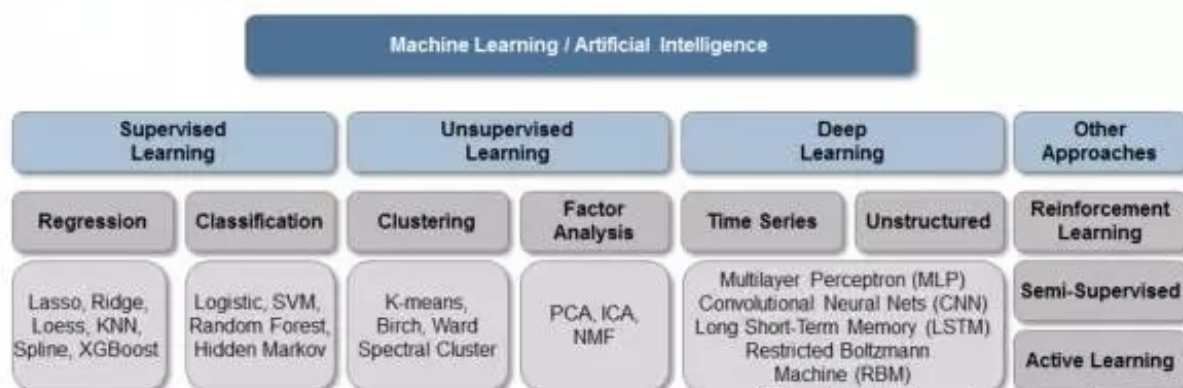 Machine Learning / Artificial Intelligence
Supervised
Learning
Unsupervised
Learning
Deep
Learning
Other
Approaches
Regression
Classification
Clustering
Factor
Analysis
Time Series
Unstructured
Reinforcement
Learning
Lasso, Ridge,
Loess, KNN,
Spline, XGBoost
Logistic, SVM,
Random Forest,
Hidden Markov
K-means,
Birch, Ward
Spectral Cluster
PCA, ICA,
NMF
Multilayer Perceptron (MLP)
Convolutional Neural Nets (CNN)
Long Short-Term Memory (LSTM)
Restricted Boltzmann
Machine (RBM)
Semi-Supervised
Active Learning